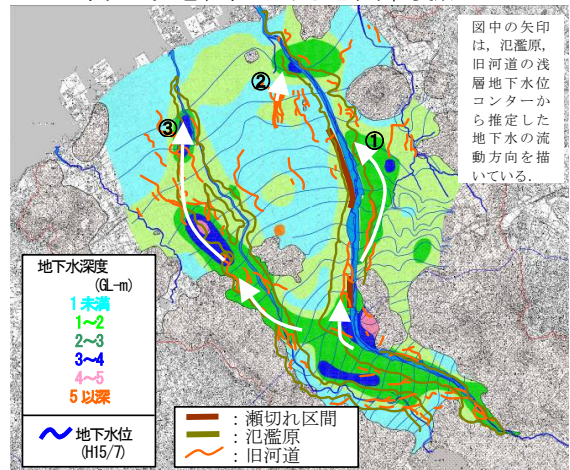 図中の矢印
は，氾濫原，
旧河道の浅
層地下水位
コンターか
ら推定した
地下水の流
動方向を描
いている．
②
③
①
地下水深度
(GL-m)
1未満
1～2
2～3
3～4
4～5
5以深
地下水位
(H15/7)
：瀬切れ区間
：氾濫原
：旧河道